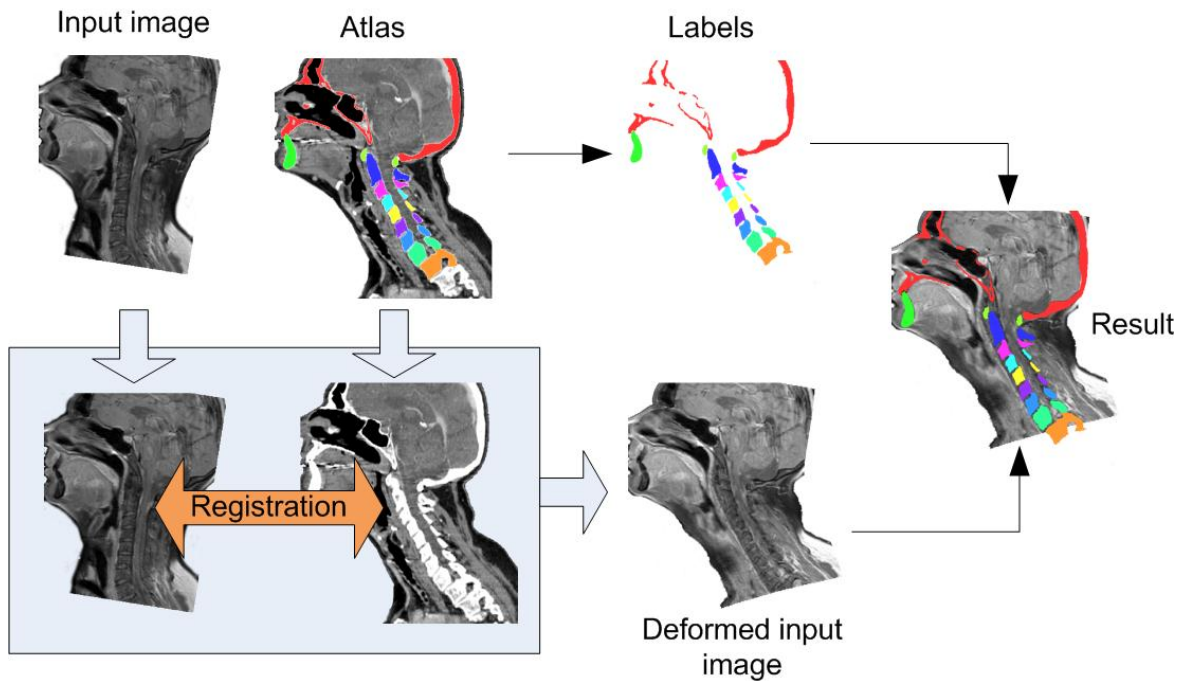 Input image
Atlas
Labels
Result
Registration
Deformed input
image